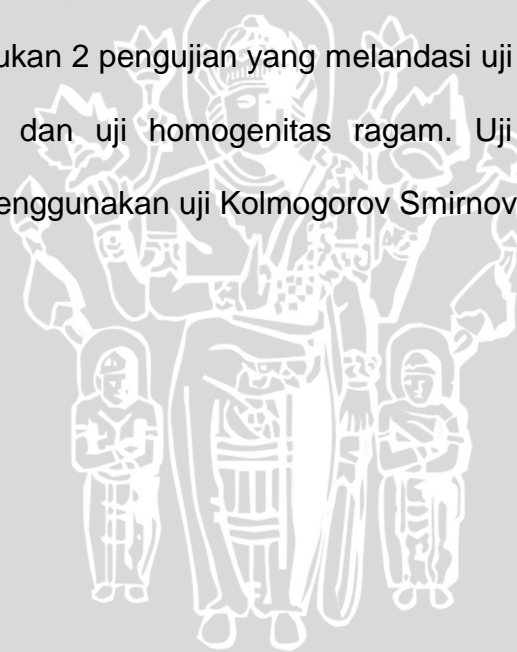 ukan 2 pengujian yang melandasi uji
dan uji homogenitas ragam. Uji
enggunakan uji Kolmogorov Smirnov